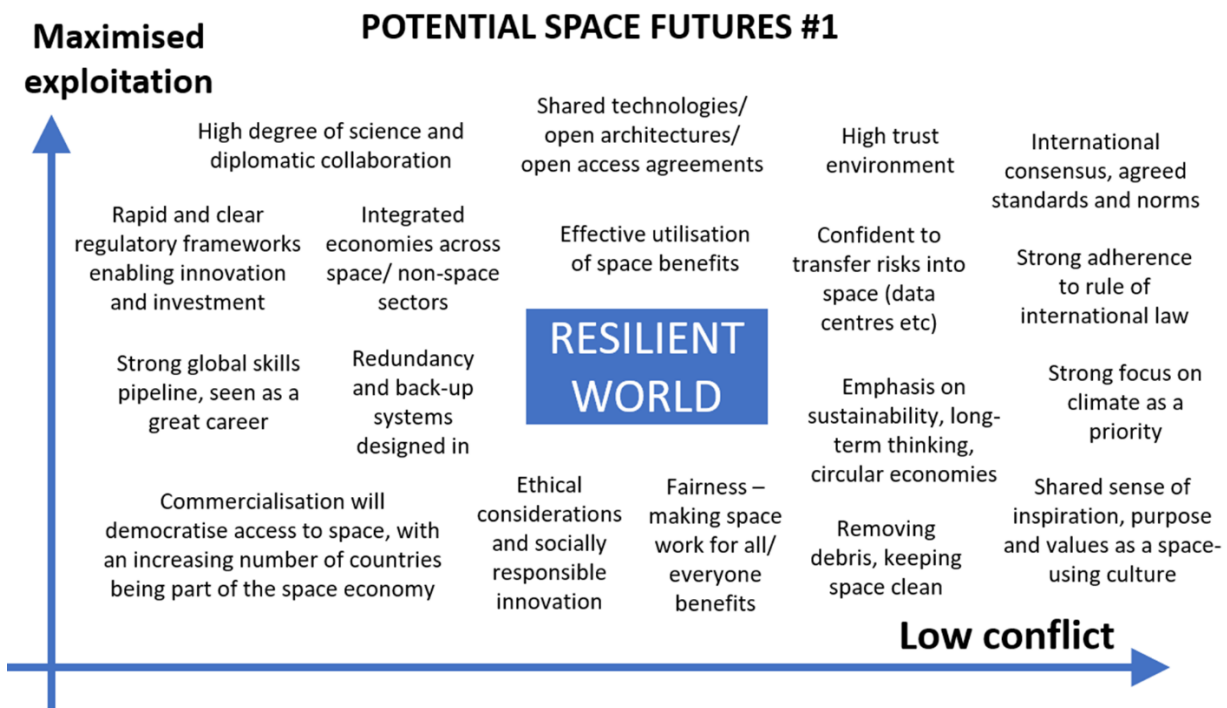 POTENTIAL SPACE FUTURES #1
Maximised
exploitation
High degree of science and
diplomatic collaboration
Shared technologies/
open architectures/
open access agreements
High trust
environment
International
consensus, agreed
standards and norms
Rapid and clear
regulatory frameworks
enabling innovation
and investment
Integrated
economies across
space/ non-space
sectors
Effective utilisation
of space benefits
Confident to
transfer risks into
space (data
centres etc)
Strong adherence
to rule of
international law
RESILIENT
WORLD
Strong global skills
pipeline, seen as a
great career
Redundancy
and back-up
systems
designed in
Emphasis on
sustainability, long-
term thinking,
circular economies
Strong focus on
climate as a
priority
Commercialisation will
democratise access to space, with
an increasing number of countries
being part of the space economy
Ethical
considerations
and socially
responsible
innovation
Fairness –
making space
work for all/
everyone
benefits
Removing
debris, keeping
space clean
Shared sense of
inspiration, purpose
and values as a space-
using culture
Low conflict